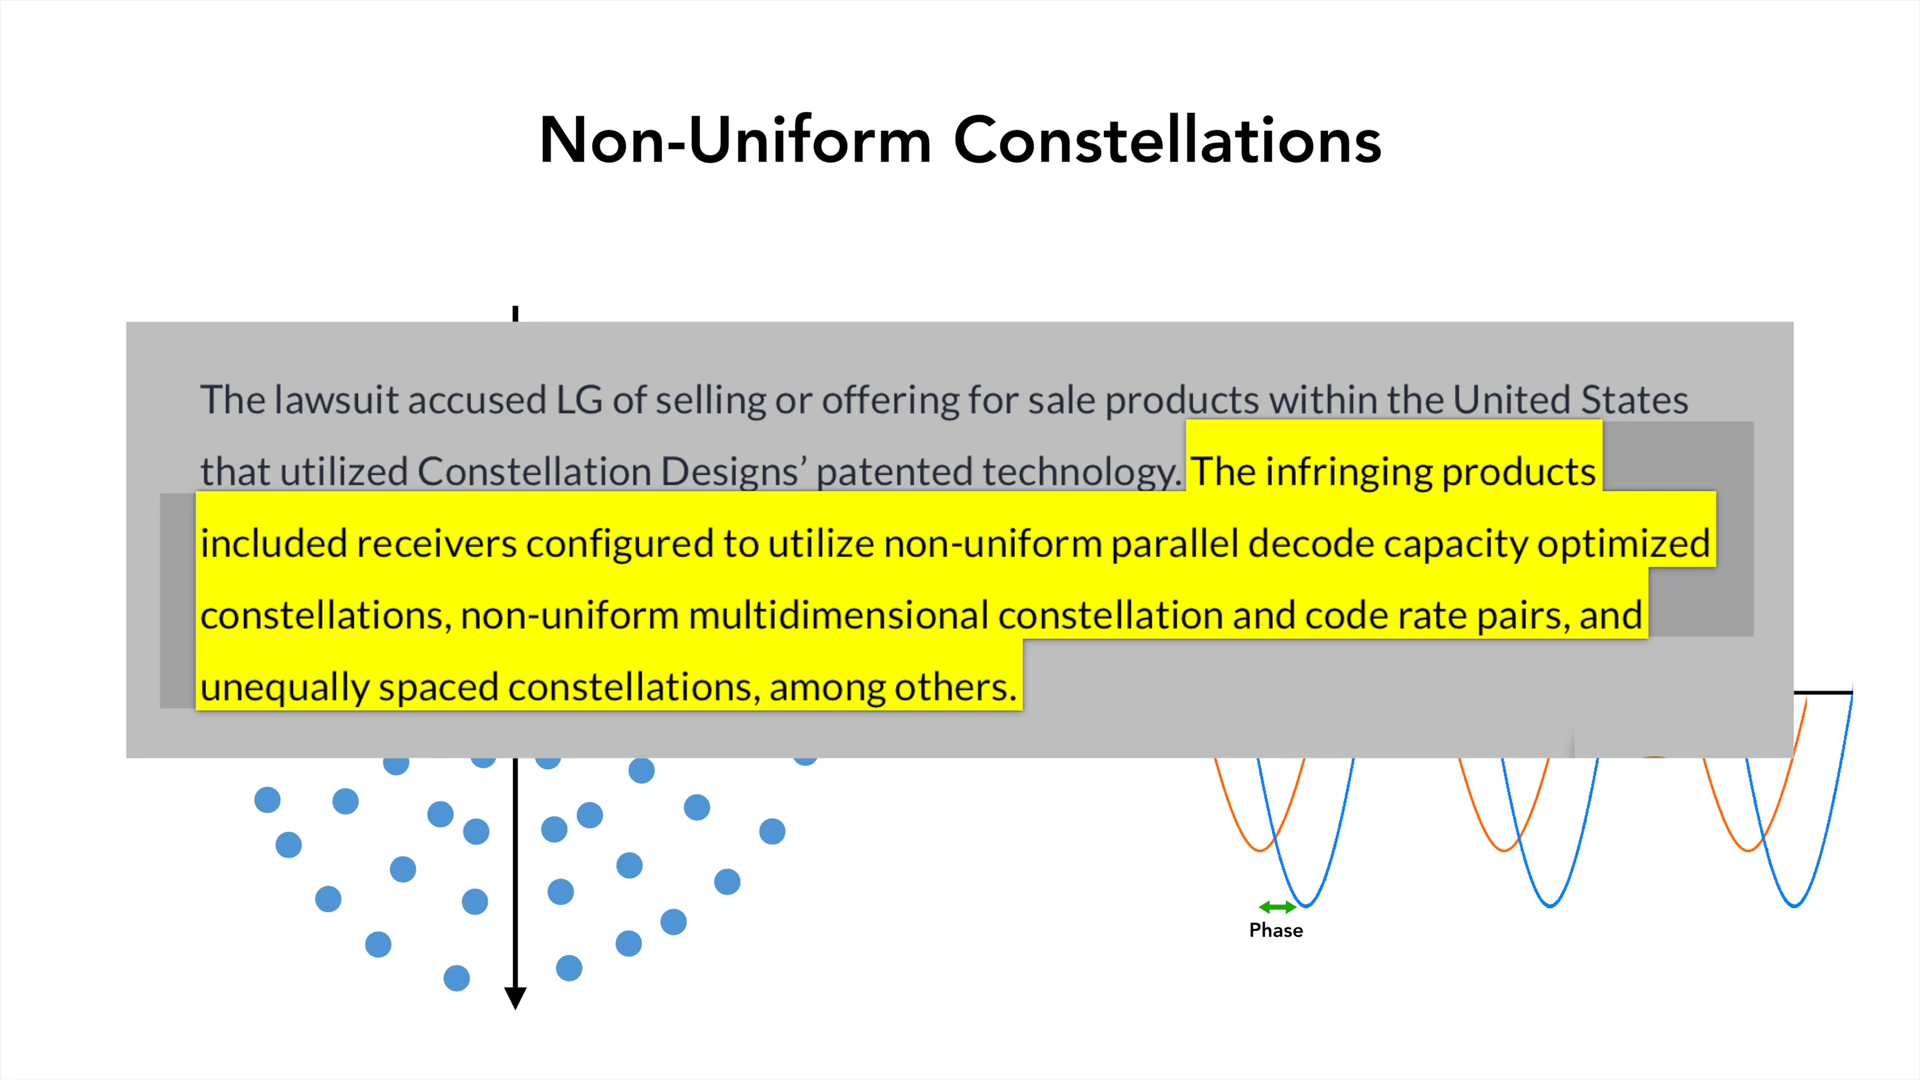 Non-Uniform Constellations
The lawsuit accused LG of selling or offering for sale products within the United States
that utilized Constellation Designs’ patented technology. The infringing products
included receivers configured to utilize non-uniform parallel decode capacity optimized
constellations, non-uniform multidimensional constellation and code rate pairs, and
unequally spaced constellations, among others.
Phase